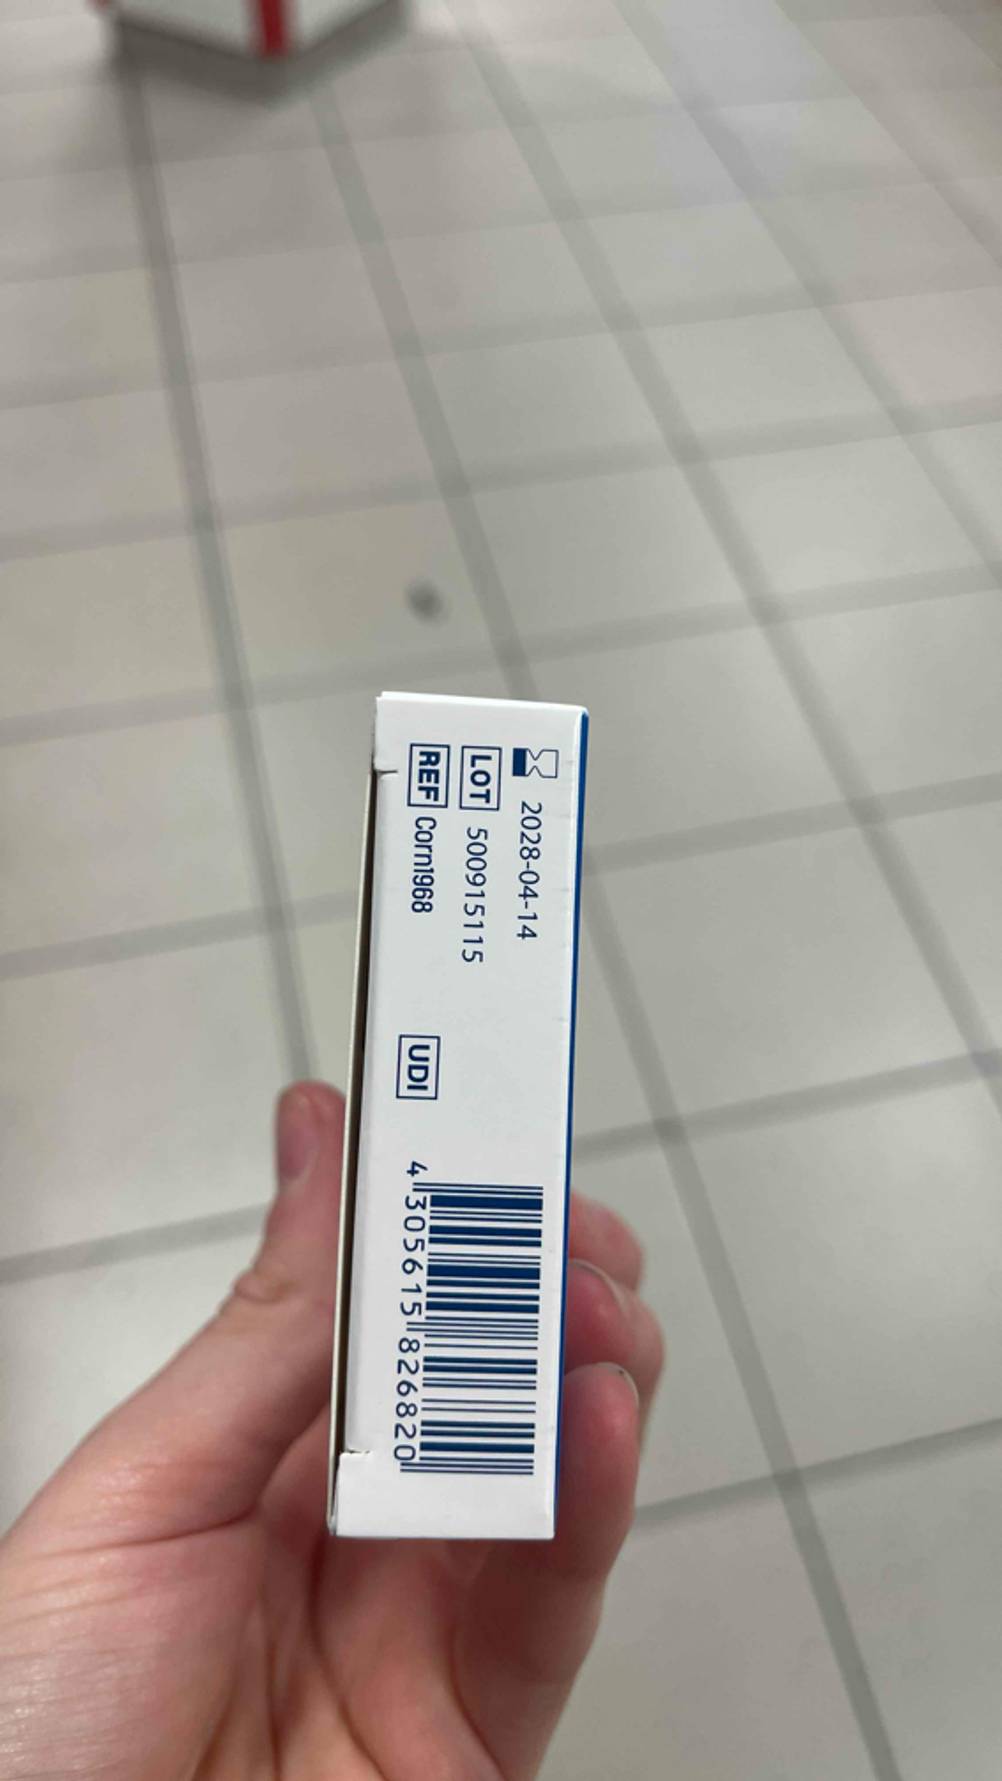 2028-04-14
LOT 500915115
REF Corn1968
UDI
4 305615 826820